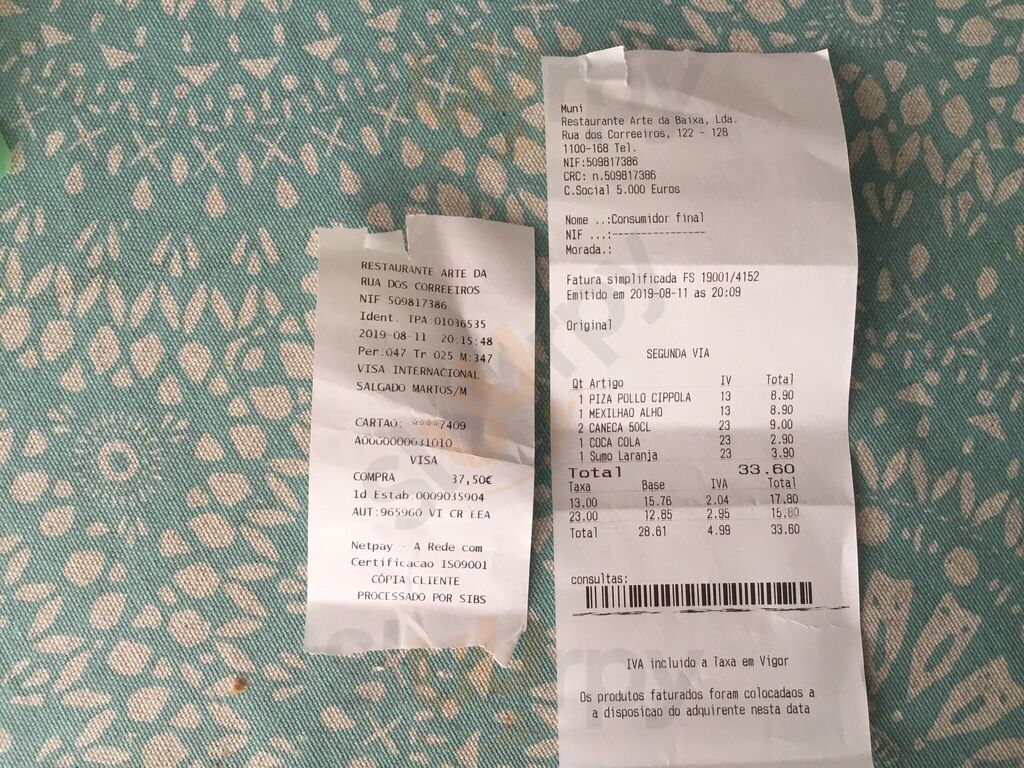 RESTAURANTE ARTE DA
RUA DOS CORREEIROS
NIF 509817386
Ident. TPA:01036535
2019-08-11 20:15:48
Per.047 Tr 025 M:347
VISA INTERNACIONAL
SALGADO MARTOS/M
CARTAO: ****7409
A0000000031010
VISA
COMPRA 37,50€
Id Estab.0009035904
AUT:965960 VI CR EEA
Netpay - A Rede com
Certificacao ISO9001
CÓPIA CLIENTE
PROCESSADO POR SIBS
Muni
Restaurante Arte da Baixa, Lda.
Rua dos Correeiros, 122 - 128
1100-168 Tel.
NIF:509817386
CRC: n.509817386
C.Social 5.000 Euros
Nome ..:Consumidor final
NIF ...:----------------
Morada.:
Fatura simplificada FS 19001/4152
Emitido em 2019-08-11 as 20:09
Original
SEGUNDA VIA
Qt Artigo IV Total
1 PIZA POLLO CIPPOLA 13 8.90
1 MEXILHAO ALHO 13 8.90
2 CANECA 50CL 23 9.00
1 COCA COLA 23 2.90
1 Sumo Laranja 23 3.90
Total 33.60
Taxa Base IVA Total
13.00 15.76 2.04 17.80
23.00 12.85 2.95 15.80
Total 28.61 4.99 33.60
consultas:
IVA incluido a Taxa em Vigor
Os produtos faturados foram colocadaos a
a disposicao do adquirente nesta data